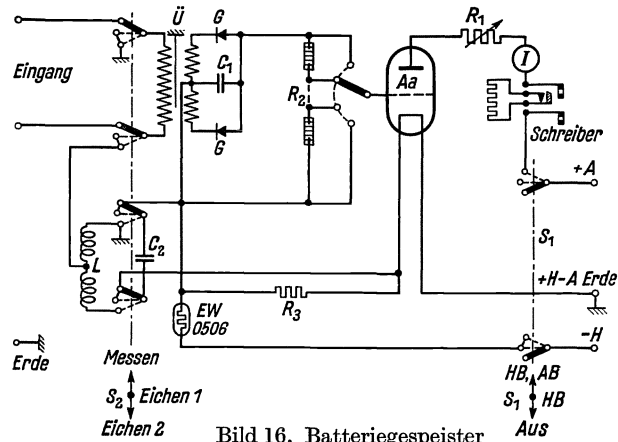 Eingang
Ü
G
C1
G
R2
Aa
R1
I
Schreiber
+A
S1
L
C2
EW
0506
R3
+H-A Erde
-H
Erde
Messen
S2 Eichen 1
Eichen 2
HB, AB
S1 HB
Aus
Bild 16. Batteriegespeister